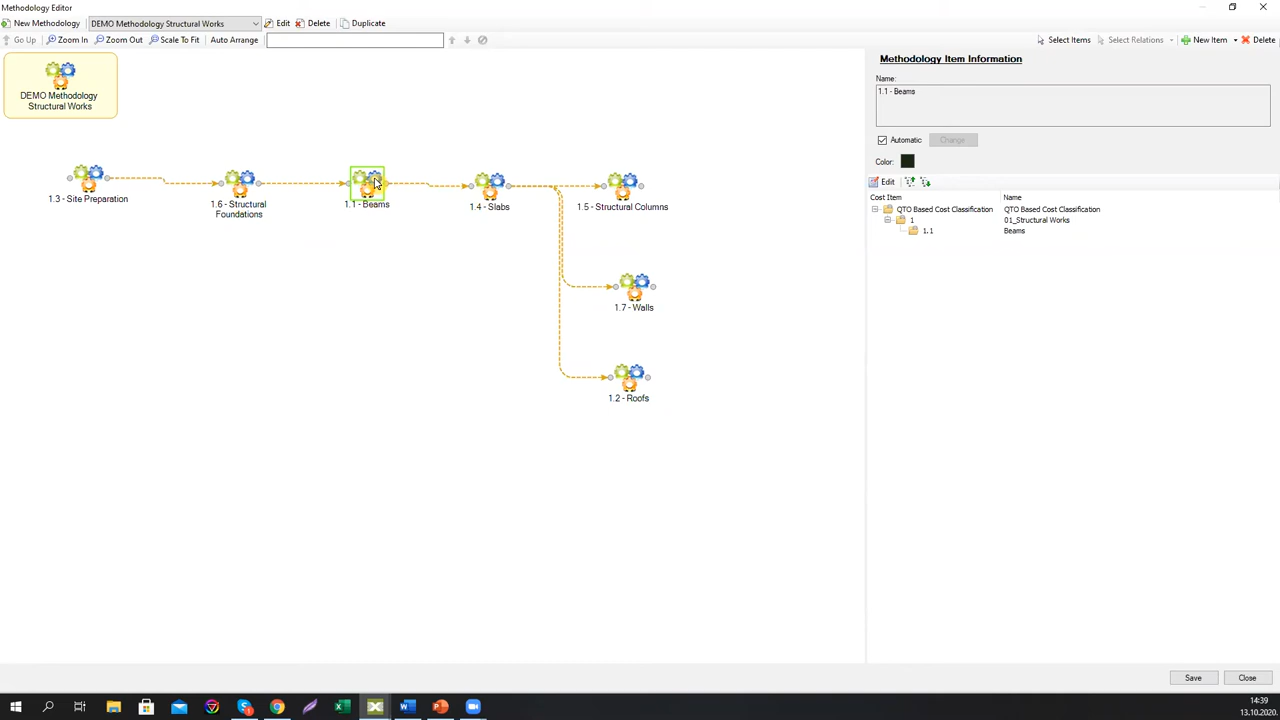 Methodology Editor
New Methodology DEMO Methodology Structural Works Edit Delete Duplicate
Go Up Zoom In Zoom Out Scale To Fit Auto Arrange Select Items Select Relations New Item Delete
DEMO Methodology
Structural Works
1.3 - Site Preparation
1.6 - Structural
Foundations
1.1 - Beams
1.4 - Slabs
1.5 - Structural Columns
1.7 - Walls
1.2 - Roofs
Methodology Item Information
Name:
1.1 - Beams
Automatic Change
Color:
Edit
Cost Item Name
QTO Based Cost Classification QTO Based Cost Classification
1 01_Structural Works
1.1 Beams
Save Close
14:39
13.10.2020.